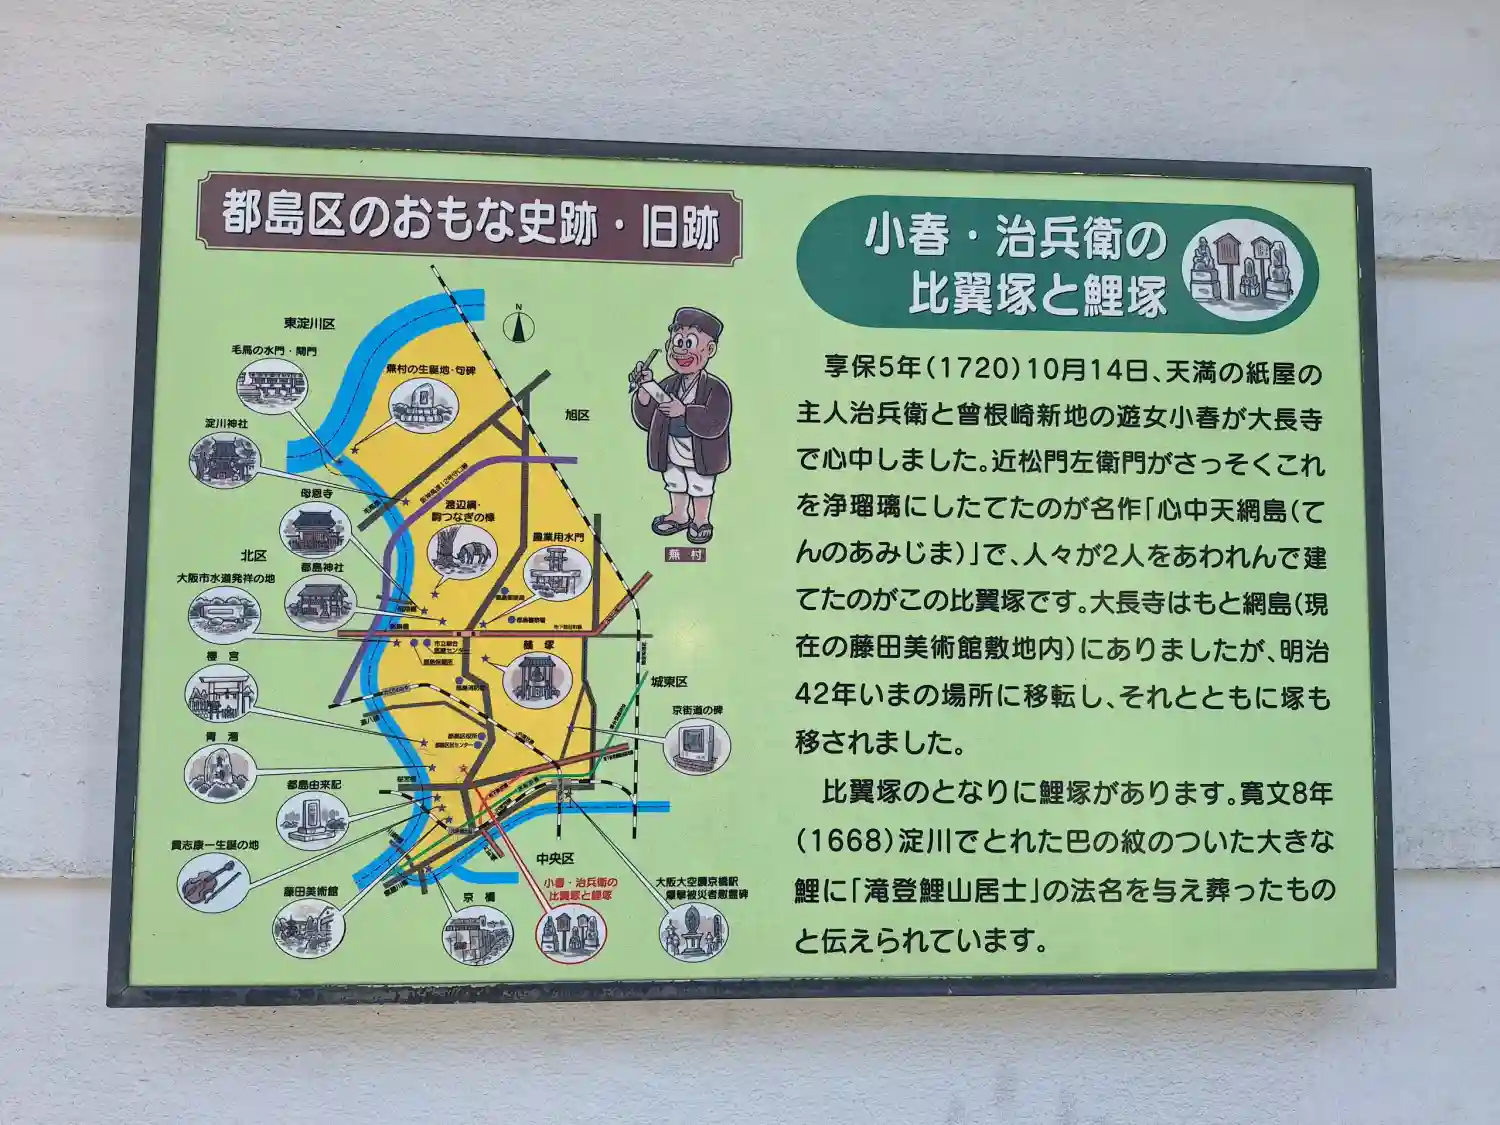 都島区のおもな史跡・旧跡
小春・治兵衛の
比翼塚と鯉塚
享保5年(1720)10月14日、天満の紙屋の
主人治兵衛と曾根崎新地の遊女小春が大長寺
で心中しました。近松門左衛門がさっそくこれ
を浄瑠璃にしたてたのが名作「心中天網島(て
んのあみじま)」で、人々が2人をあわれんで建
てたのがこの比翼塚です。大長寺はもと網島(現
在の藤田美術館敷地内)にありましたが、明治
42年いまの場所に移転し、それとともに塚も
移されました。
比翼塚のとなりに鯉塚があります。寛文8年
(1668)淀川でとれた巴の紋のついた大きな
鯉に「滝登鯉山居士」の法名を与え葬ったもの
と伝えられています。
N
東淀川区
毛馬の水門・閘門
蕪村の生誕地・句碑
旭区
淀川神社
母恩寺
渡辺綱・
駒つなぎの樟
農業用水門
蕪村
北区
都島神社
大阪市水道発祥の地
櫻宮
城東区
京街道の碑
青湾
都島由来記
貴志康一生誕の地
中央区
藤田美術館
京橋
小春・治兵衛の
比翼塚と鯉塚
大阪大空襲京橋駅
爆撃被災者慰霊碑